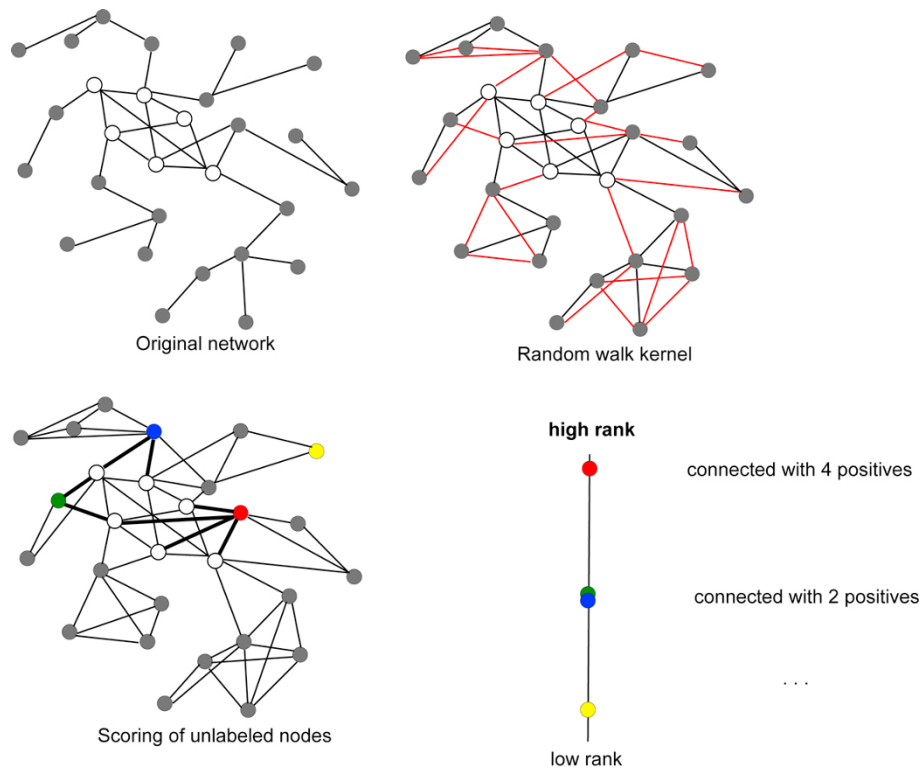 Original network
Random walk kernel
Scoring of unlabeled nodes
high rank
connected with 4 positives
connected with 2 positives
. . .
low rank